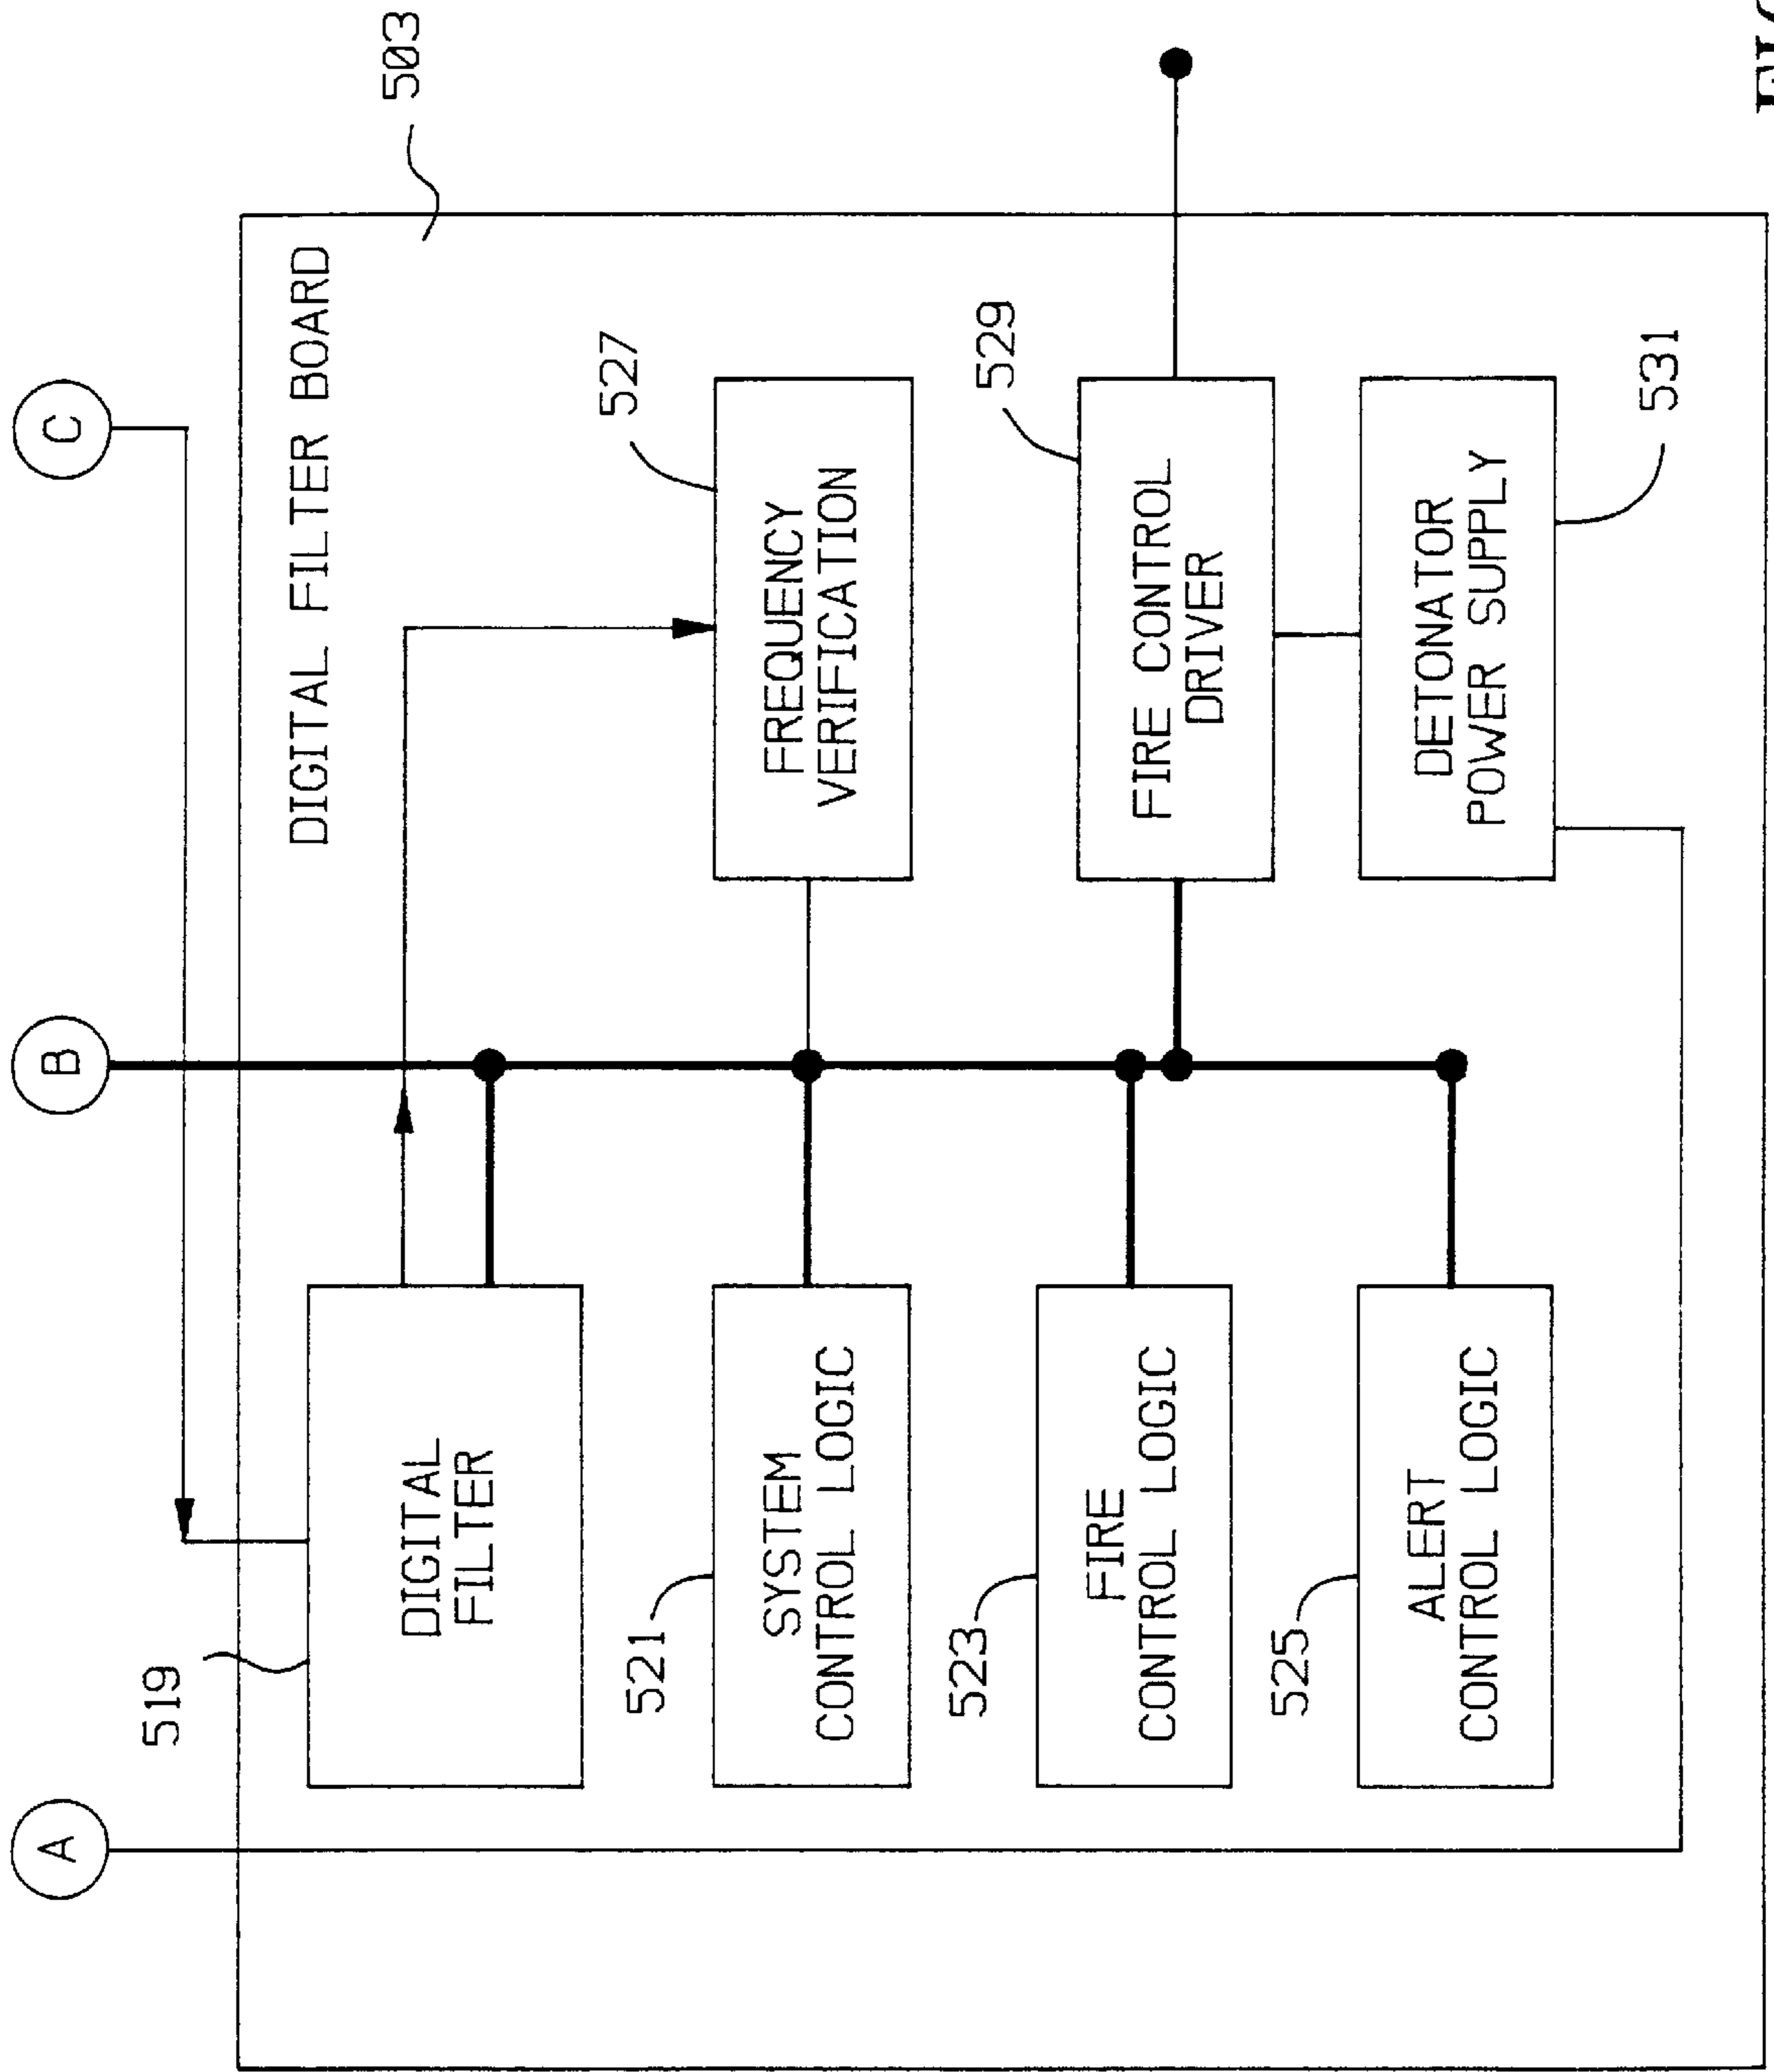 A
B
C
503
DIGITAL FILTER BOARD
519
DIGITAL
FILTER
521
SYSTEM
CONTROL LOGIC
523
FIRE
CONTROL LOGIC
525
ALERT
CONTROL LOGIC
527
FREQUENCY
VERIFICATION
529
FIRE CONTROL
DRIVER
531
DETONATOR
POWER SUPPLY